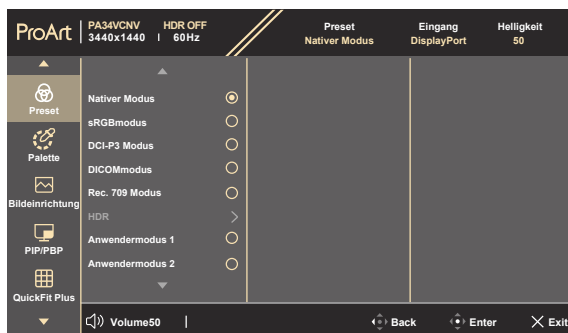 ProArt
PA34VCNV HDR OFF
3440x1440 | 60Hz
Preset
Nativer Modus
Eingang
DisplayPort
Helligkeit
50
Preset
Palette
Bildeinrichtung
PIP/PBP
QuickFit Plus
Nativer Modus
sRGBmodus
DCI-P3 Modus
DICOMmodus
Rec. 709 Modus
HDR
Anwendermodus 1
Anwendermodus 2
Volume50 |
Back
Enter
Exit